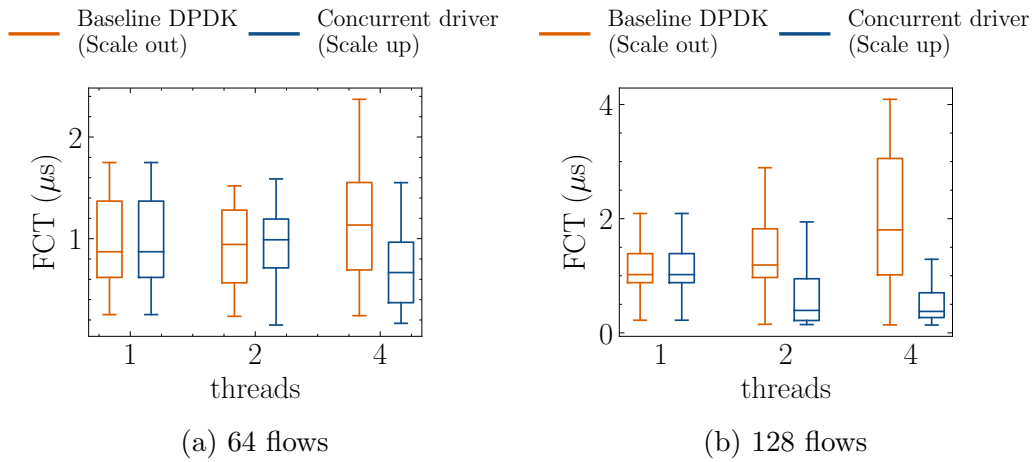 Baseline DPDK
(Scale out)
Concurrent driver
(Scale up)
FCT (μs)
2
1
1
2
4
threads
(a) 64 flows
Baseline DPDK
(Scale out)
Concurrent driver
(Scale up)
FCT (μs)
4
2
0
1
2
4
threads
(b) 128 flows